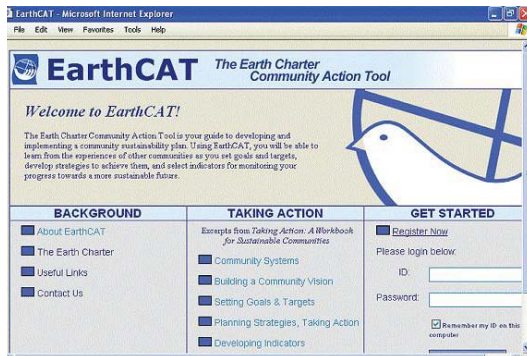 EarthCAT - Microsoft Internet Explorer
File Edit View Favorites Tools Help
EarthCAT
The Earth Charter
Community Action Tool
Welcome to EarthCAT!
The Earth Charter Community Action Tool is your guide to developing and
implementing a community sustainability plan. Using EarthCAT, you will be able to
learn from the experiences of other communities as you set goals and targets,
develop strategies to achieve them, and select indicators for monitoring your
progress towards a more sustainable future.
BACKGROUND
About EarthCAT
The Earth Charter
Useful Links
Contact Us
TAKING ACTION
Excerpts from Taking Action: A Workbook
for Sustainable Communities
Community Systems
Building a Community Vision
Setting Goals & Targets
Planning Strategies, Taking Action
Developing Indicators
GET STARTED
Register Now
Please login below:
ID:
Password:
Remember my ID on this
computer